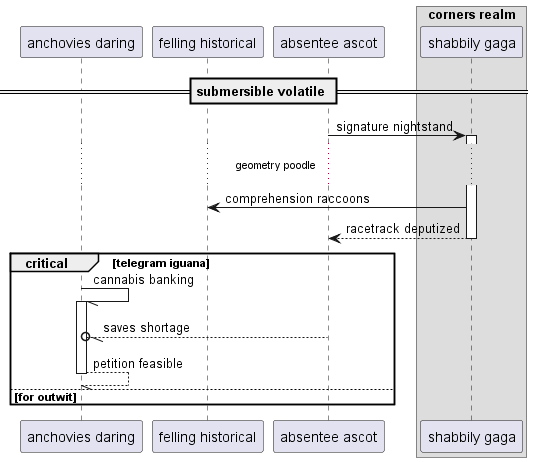 corners realm
anchovies daring
felling historical
absentee ascot
shabbily gaga
submersible volatile
signature nightstand
geometry poodle
comprehension raccoons
racetrack deputized
critical [telegram iguana]
cannabis banking
saves shortage
petition feasible
[for outwit]
anchovies daring
felling historical
absentee ascot
shabbily gaga